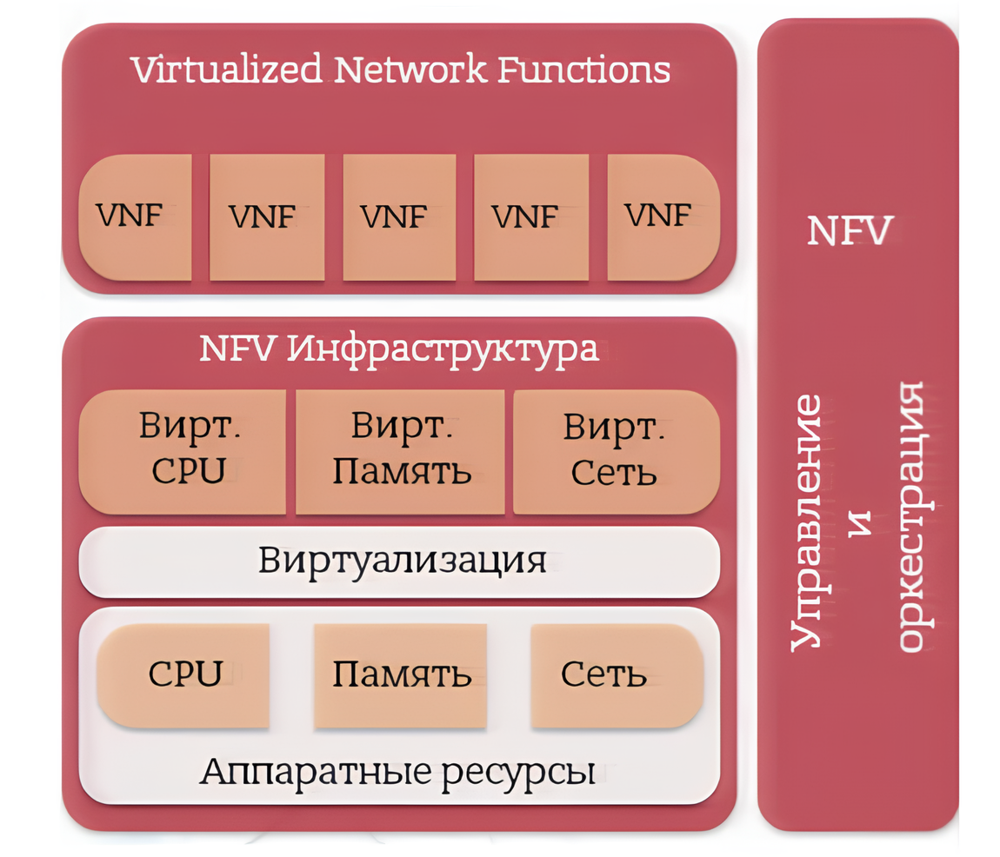 Virtualized Network Functions
VNF
VNF
VNF
VNF
VNF
NFV Инфраструктура
Вирт.
CPU
Вирт.
Память
Вирт.
Сеть
Виртуализация
CPU
Память
Сеть
Аппаратные ресурсы
NFV
Управление
и
оркестрация